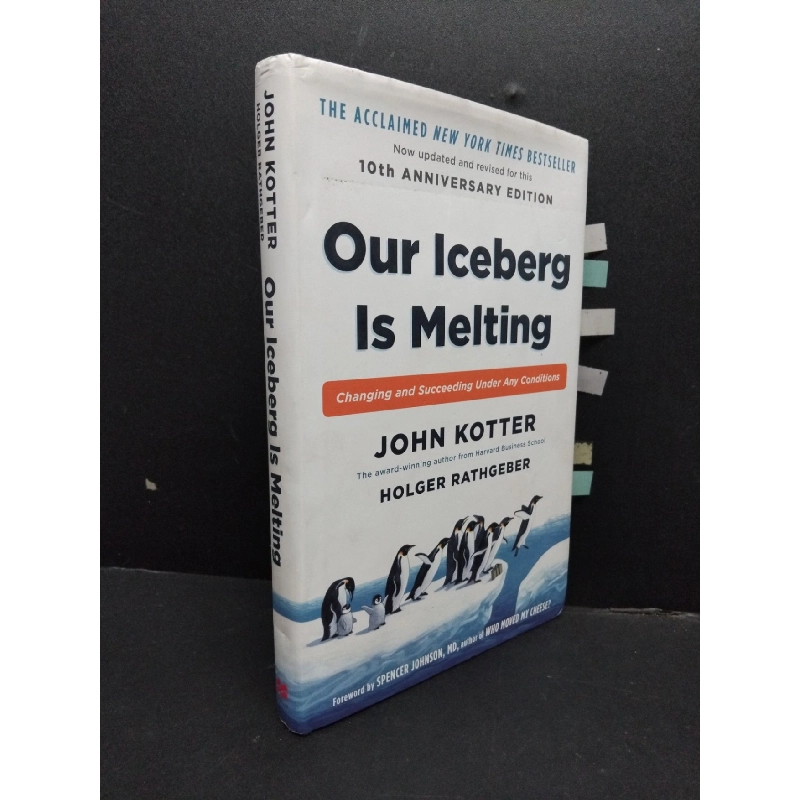 JOHN KOTTER
HOLGER RATHGEBER
Our Iceberg Is Melting
THE ACCLAIMED NEW YORK TIMES BESTSELLER
Now updated and revised for this
10th ANNIVERSARY EDITION
Our Iceberg
Is Melting
Changing and Succeeding Under Any Conditions
JOHN KOTTER
The award-winning author from Harvard Business School
HOLGER RATHGEBER
Foreword by SPENCER JOHNSON, MD, author of WHO MOVED MY CHEESE?